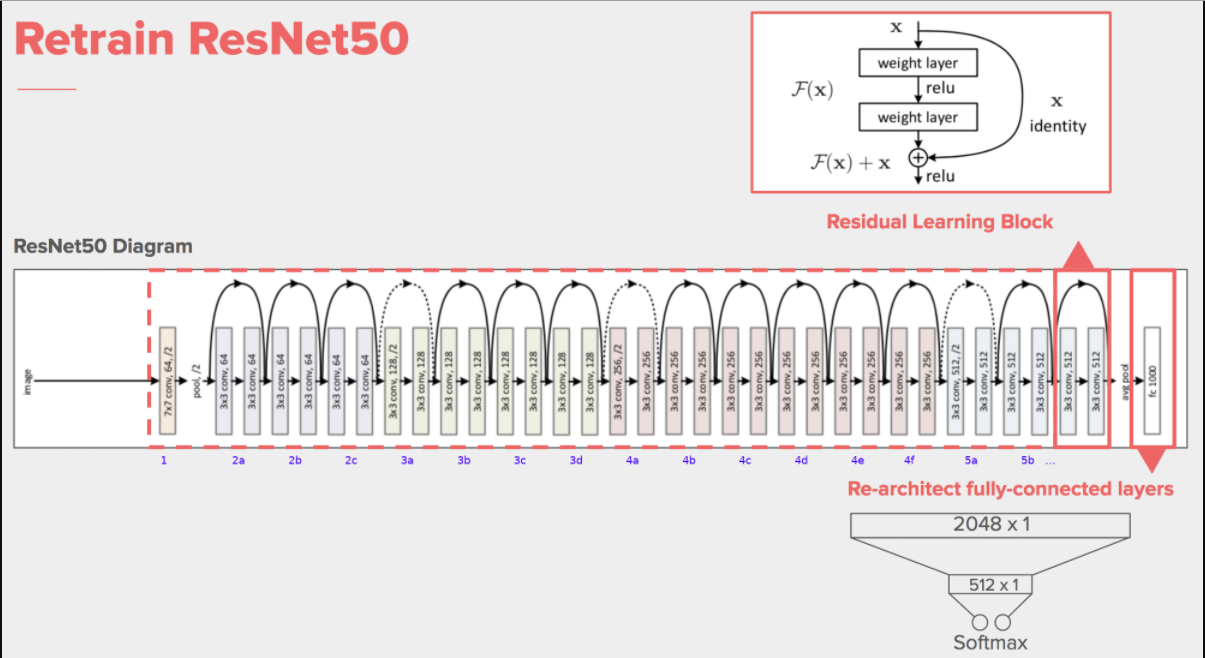 Retrain ResNet50
x
weight layer
relu
F(x)
weight layer
x
identity
F(x) + x
relu
Residual Learning Block
ResNet50 Diagram
image
7x7 conv, 64, /2
pool, /2
3x3 conv, 64
3x3 conv, 64
3x3 conv, 64
3x3 conv, 64
3x3 conv, 64
3x3 conv, 64
3x3 conv, 128, /2
3x3 conv, 128
3x3 conv, 128
3x3 conv, 128
3x3 conv, 128
3x3 conv, 128
3x3 conv, 128
3x3 conv, 128
3x3 conv, 256, /2
3x3 conv, 256
3x3 conv, 256
3x3 conv, 256
3x3 conv, 256
3x3 conv, 256
3x3 conv, 256
3x3 conv, 256
3x3 conv, 256
3x3 conv, 256
3x3 conv, 256
3x3 conv, 256
3x3 conv, 512, /2
3x3 conv, 512
3x3 conv, 512
3x3 conv, 512
3x3 conv, 512
3x3 conv, 512
avg pool
fc 1000
1 2a 2b 2c 3a 3b 3c 3d 4a 4b 4c 4d 4e 4f 5a 5b ...
Re-architect fully-connected layers
2048 x 1
512 x 1
Softmax